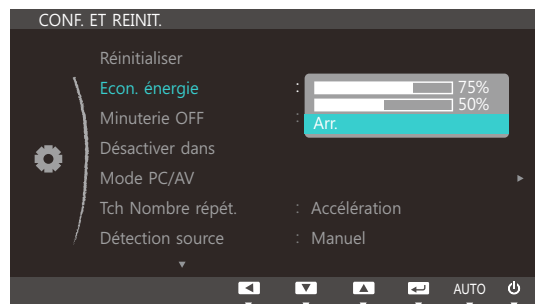 CONF. ET REINIT.
Réinitialiser
Econ. énergie :
75%
50%
Arr.
Minuterie OFF :
Désactiver dans
Mode PC/AV
Tch Nombre répét. : Accélération
Détection source : Manuel
AUTO